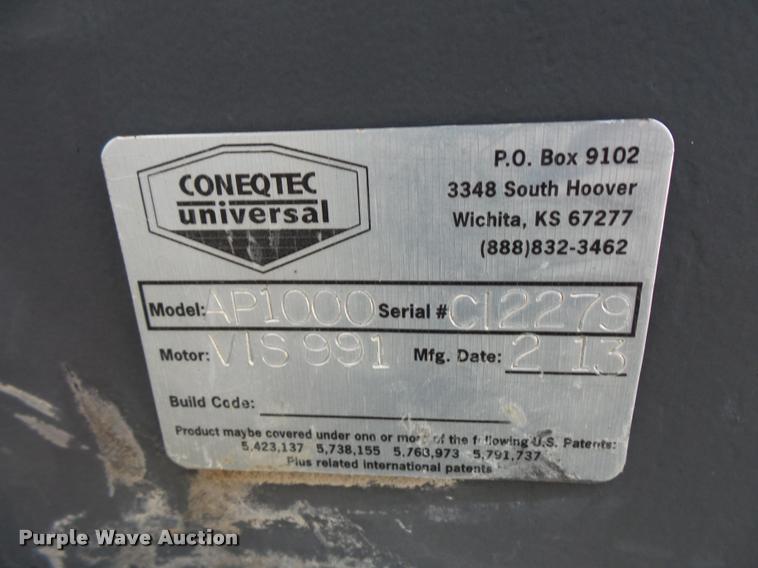 CONEQTEC
universal
P.O. Box 9102
3348 South Hoover
Wichita, KS 67277
(888)832-3462
Model: AP1000 Serial # C12279
Motor: VIS 991 Mfg. Date: 2 13
Build Code:
Product maybe covered under one or more of the following U.S. Patents:
5,423,137 5,738,155 5,763,973 5,791,737
Plus related international patents
Purple Wave Auction